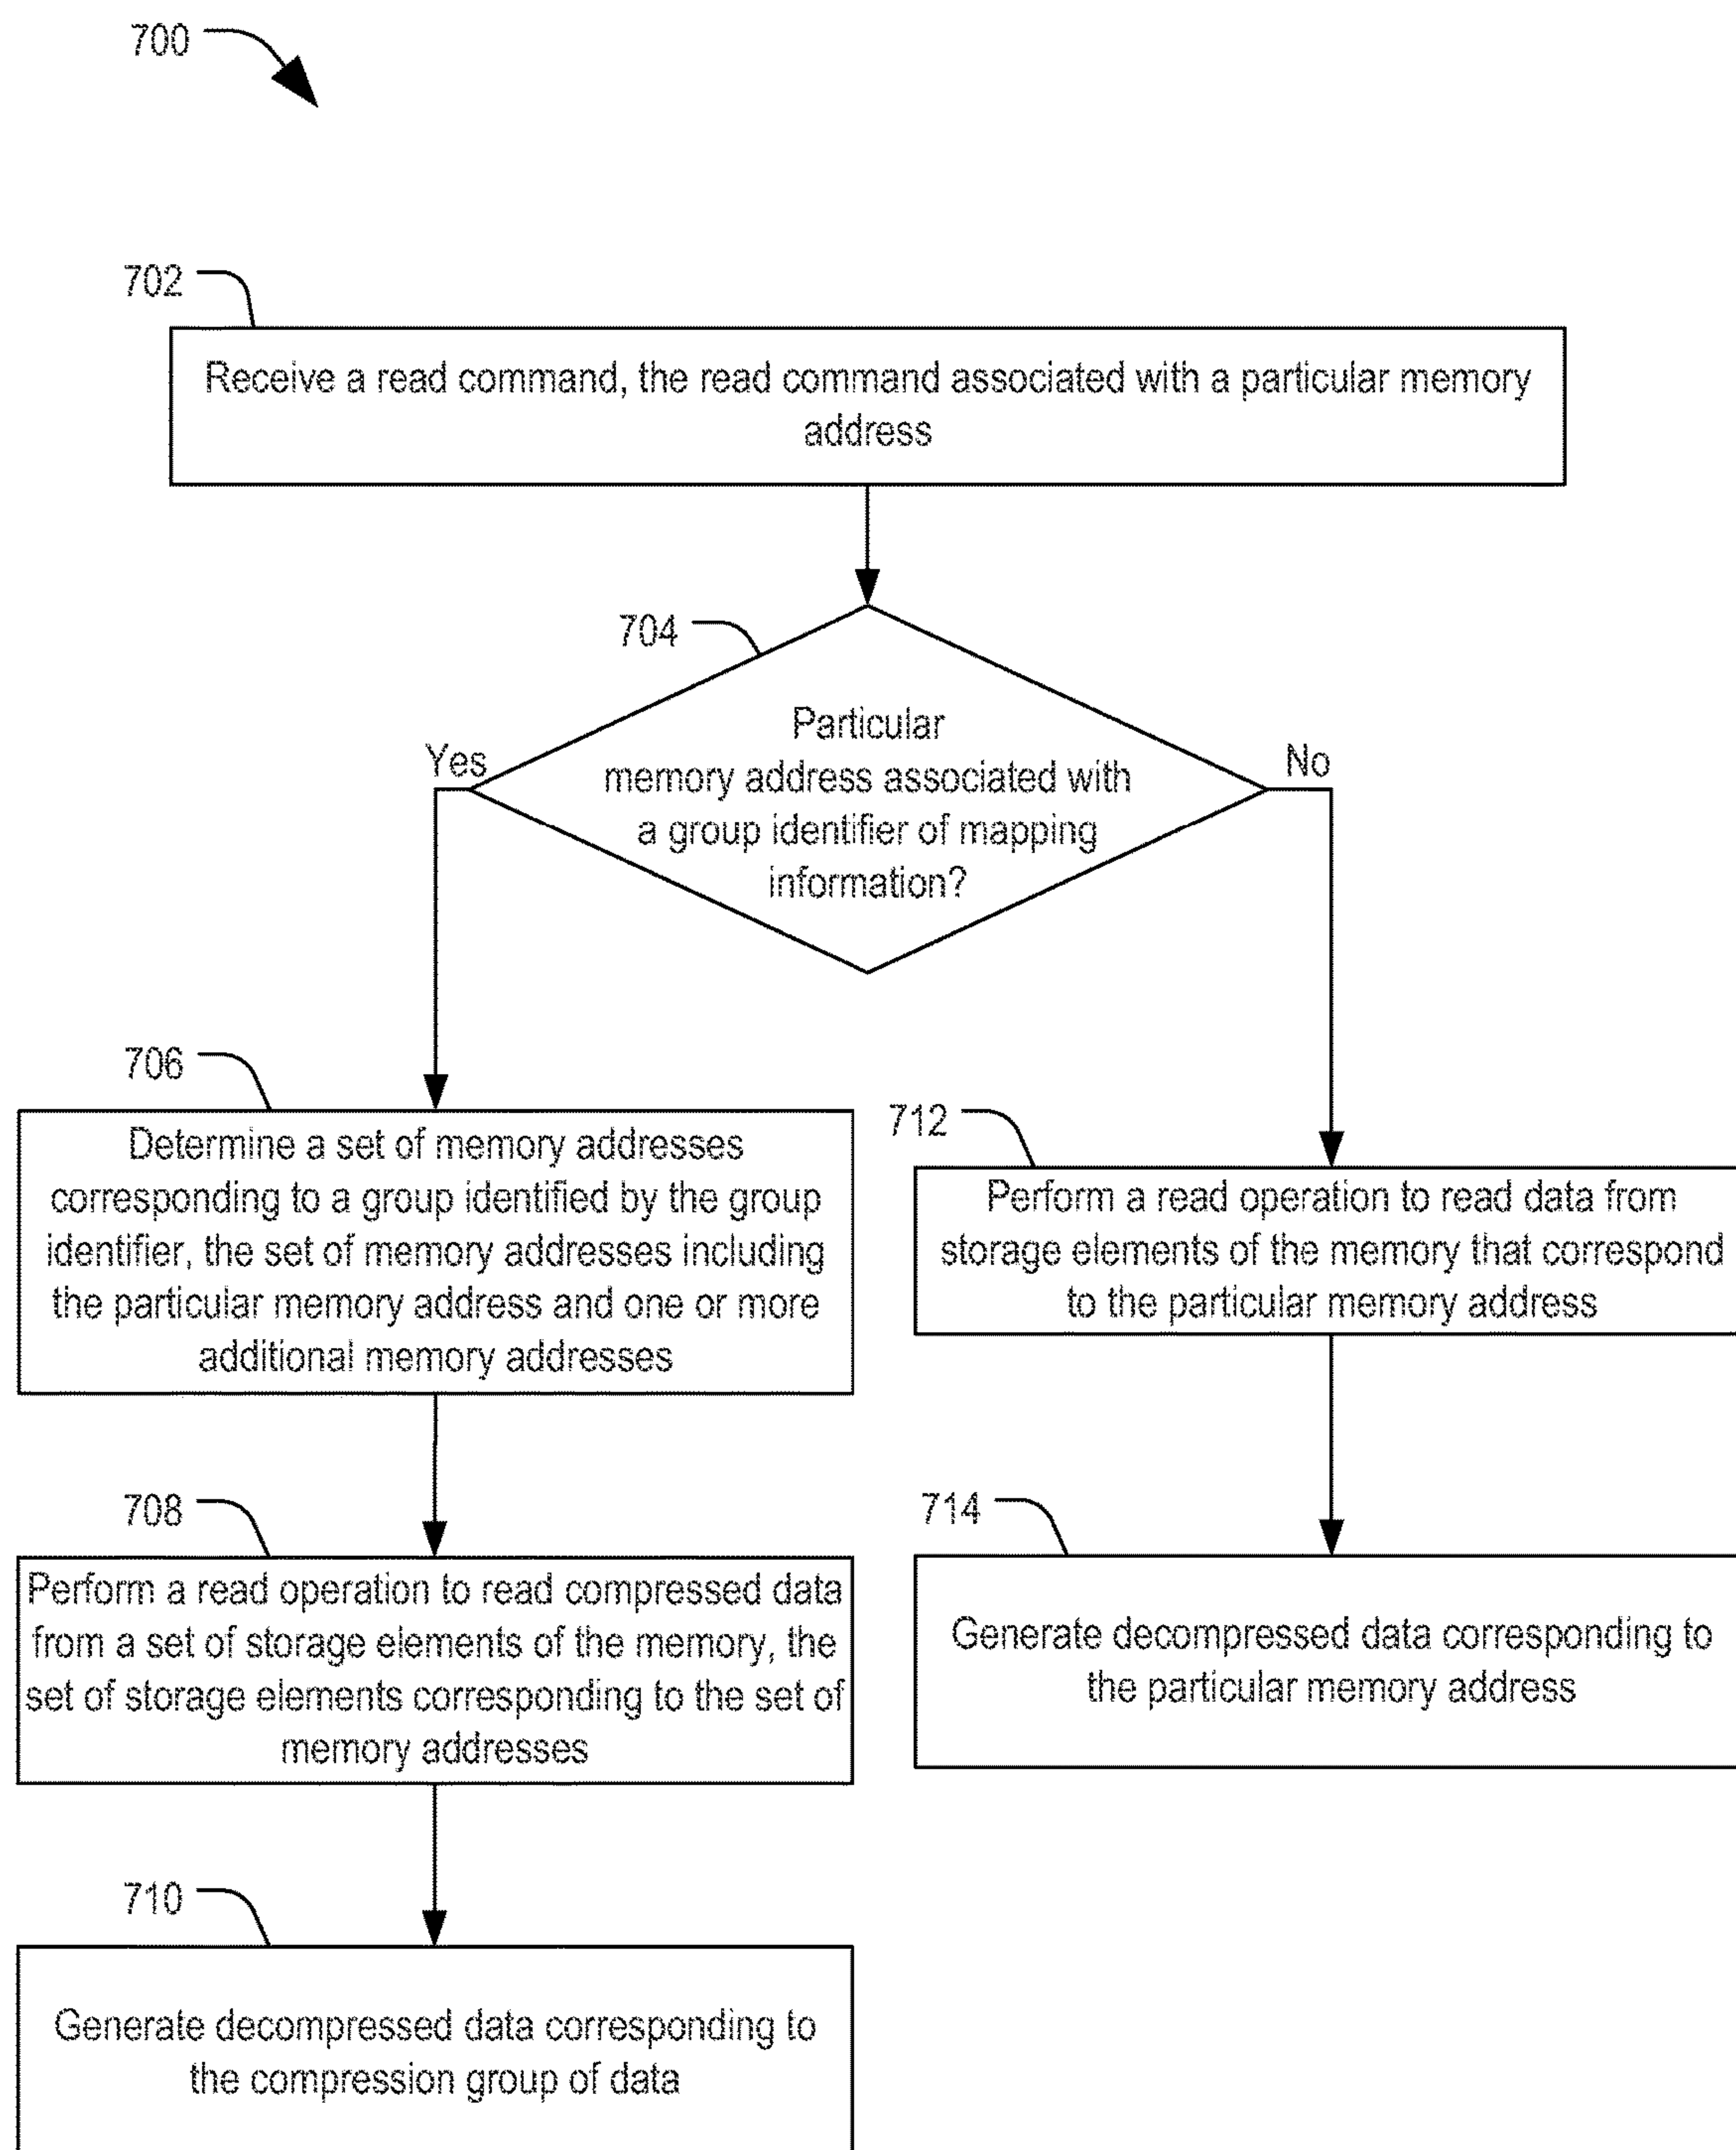 700
702
Receive a read command, the read command associated with a particular memory
address
704
Particular
memory address associated with
a group identifier of mapping
information?
Yes
No
706
Determine a set of memory addresses
corresponding to a group identified by the group
identifier, the set of memory addresses including
the particular memory address and one or more
additional memory addresses
712
Perform a read operation to read data from
storage elements of the memory that correspond
to the particular memory address
708
Perform a read operation to read compressed data
from a set of storage elements of the memory, the
set of storage elements corresponding to the set of
memory addresses
714
Generate decompressed data corresponding to
the particular memory address
710
Generate decompressed data corresponding to
the compression group of data